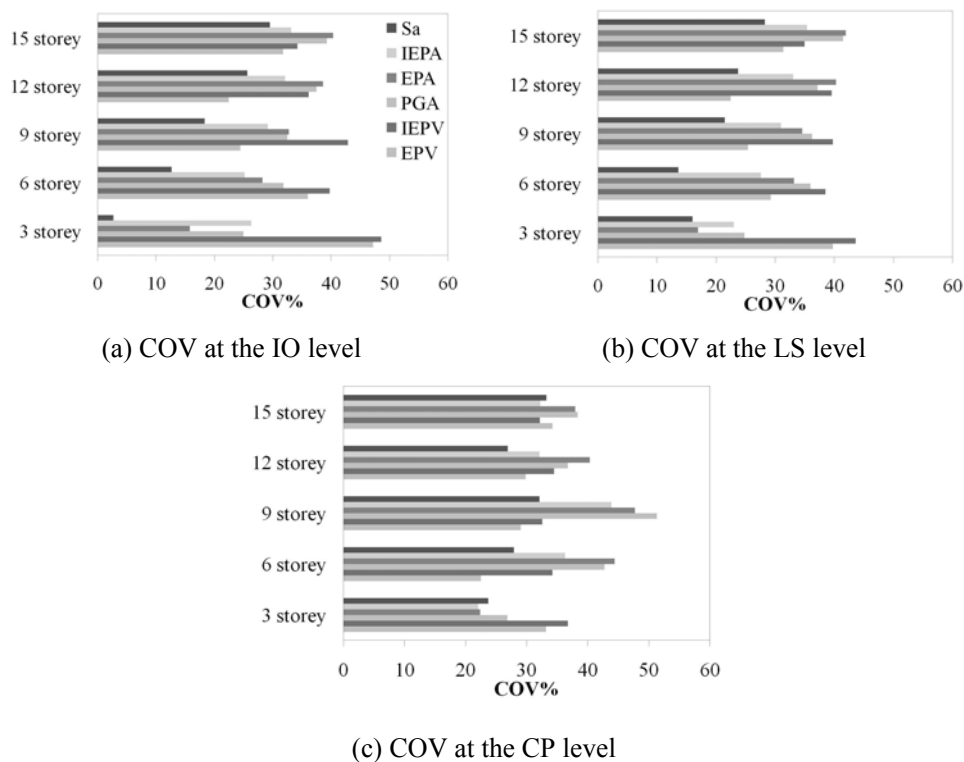 15 storey
12 storey
9 storey
6 storey
3 storey
Sa
IEPA
EPA
PGA
IEPV
EPV
0 10 20 30 40 50 60
COV%
(a) COV at the IO level
15 storey
12 storey
9 storey
6 storey
3 storey
0 10 20 30 40 50 60
COV%
(b) COV at the LS level
15 storey
12 storey
9 storey
6 storey
3 storey
0 10 20 30 40 50 60
COV%
(c) COV at the CP level